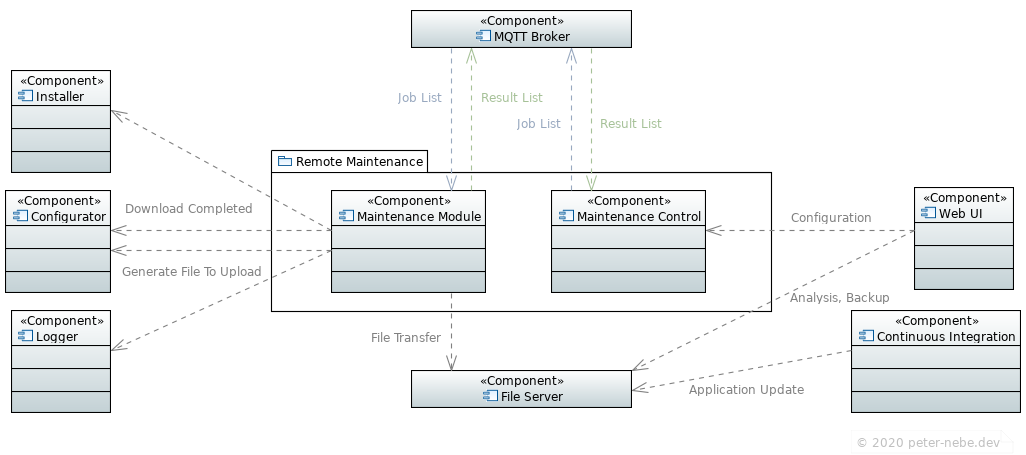 «Component»
MQTT Broker
«Component»
Installer
Job List
Result List
Job List
Result List
Remote Maintenance
«Component»
Configurator
Download Completed
Generate File To Upload
«Component»
Maintenance Module
«Component»
Maintenance Control
Configuration
«Component»
Web UI
Analysis, Backup
«Component»
Logger
File Transfer
«Component»
Continuous Integration
«Component»
File Server
Application Update
© 2020 peter-nebe.dev